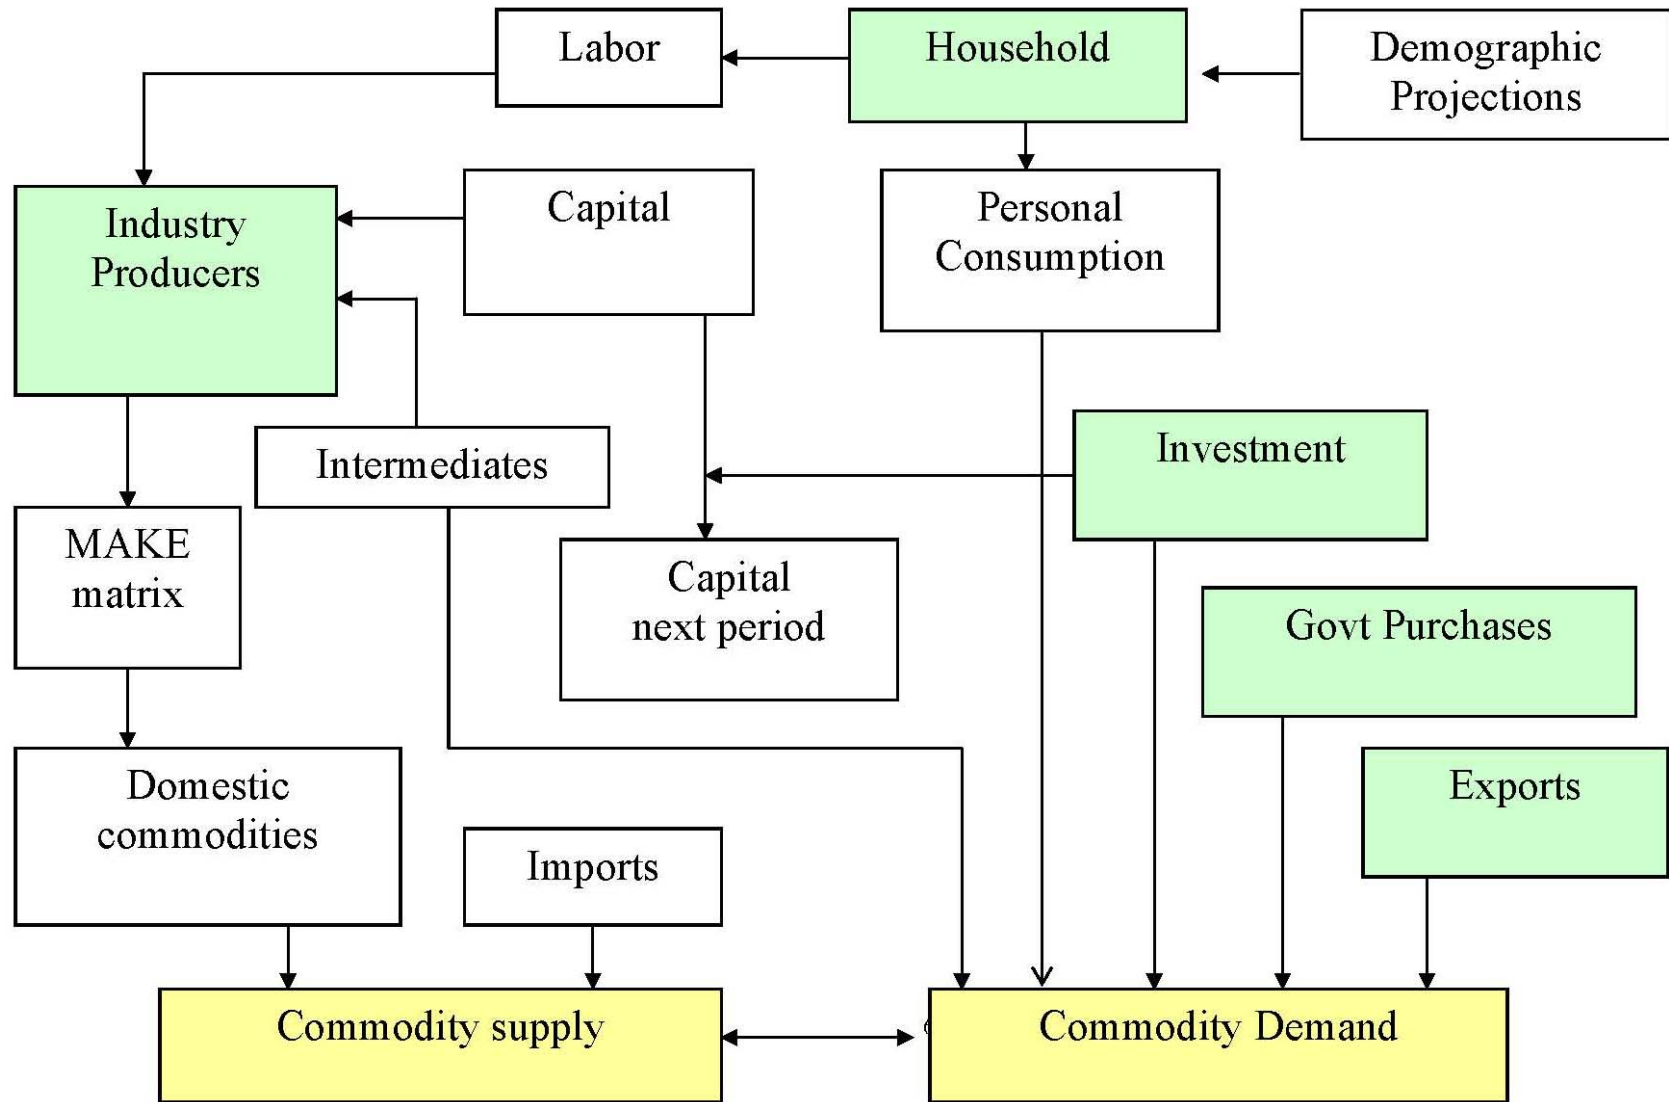 Labor
Household
Demographic
Projections
Industry
Producers
Capital
Personal
Consumption
Intermediates
Investment
MAKE
matrix
Capital
next period
Govt Purchases
Domestic
commodities
Imports
Exports
Commodity supply
Commodity Demand